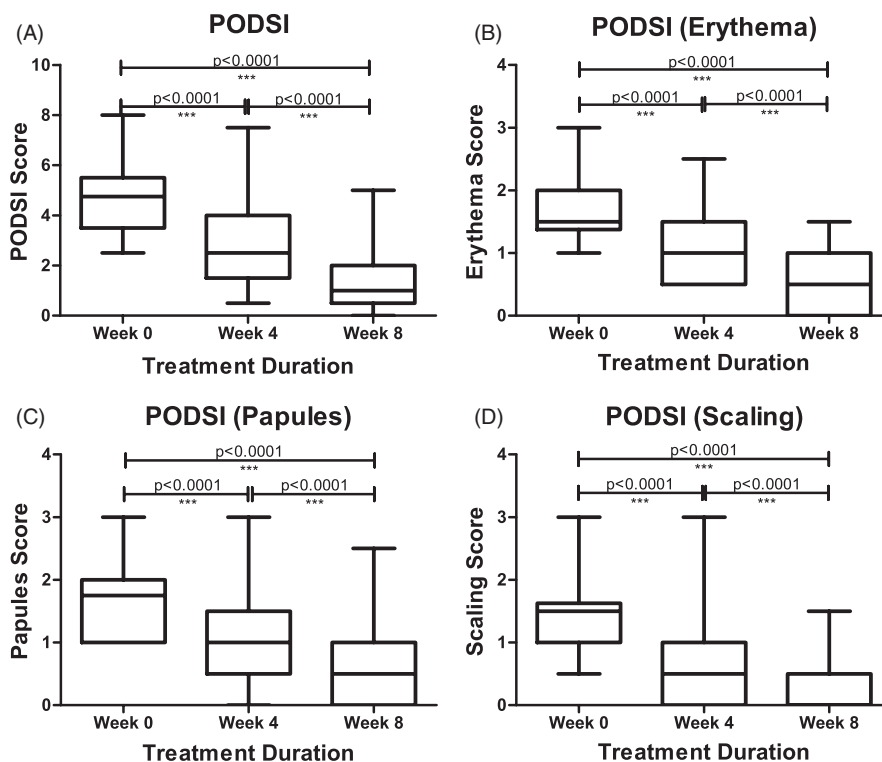 (A)
PODSI
p<0.0001
***
p<0.0001
***
p<0.0001
***
PODSI Score
10
8
6
4
2
0
Week 0
Week 4
Week 8
Treatment Duration
(B)
PODSI (Erythema)
p<0.0001
***
p<0.0001
***
p<0.0001
***
Erythema Score
4
3
2
1
0
Week 0
Week 4
Week 8
Treatment Duration
(C)
PODSI (Papules)
p<0.0001
***
p<0.0001
***
p<0.0001
***
Papules Score
4
3
2
1
0
Week 0
Week 4
Week 8
Treatment Duration
(D)
PODSI (Scaling)
p<0.0001
***
p<0.0001
***
p<0.0001
***
Scaling Score
4
3
2
1
0
Week 0
Week 4
Week 8
Treatment Duration